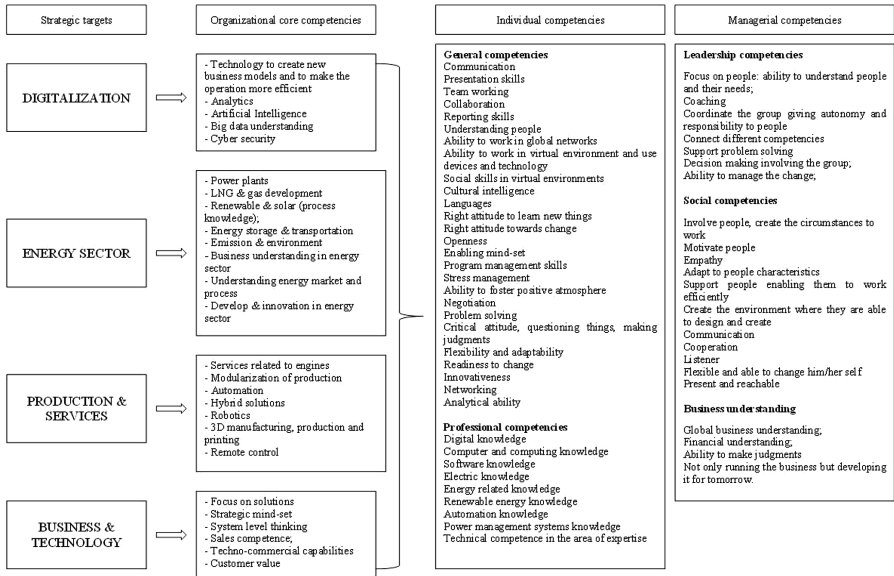 Strategic targets
Organizational core competencies
Individual competencies
Managerial competencies
DIGITALIZATION
- Technology to create new
business models and to make the
operation more efficient
- Analytics
- Artificial Intelligence
- Big data understanding
- Cyber security
ENERGY SECTOR
- Power plants
- LNG & gas development
- Renewable & solar (process
knowledge);
- Energy storage & transportation
- Emission & environment
- Business understanding in energy
sector
- Understanding energy market and
process
- Develop & innovation in energy
sector
PRODUCTION &
SERVICES
- Services related to engines
- Modularization of production
- Automation
- Hybrid solutions
- Robotics
- 3D manufacturing, production and
printing
- Remote control
BUSINESS &
TECHNOLOGY
- Focus on solutions
- Strategic mind-set
- System level thinking
- Sales competence;
- Techno-commercial capabilities
- Customer value
General competencies
Communication
Presentation skills
Team working
Collaboration
Reporting skills
Understanding people
Ability to work in global networks
Ability to work in virtual environment and use
devices and technology
Social skills in virtual environments
Cultural intelligence
Languages
Right attitude to learn new things
Right attitude towards change
Openness
Enabling mind-set
Program management skills
Stress management
Ability to foster positive atmosphere
Negotiation
Problem solving
Critical attitude, questioning things, making
judgments
Flexibility and adaptability
Readiness to change
Innovativeness
Networking
Analytical ability
Professional competencies
Digital knowledge
Computer and computing knowledge
Software knowledge
Electric knowledge
Energy related knowledge
Renewable energy knowledge
Automation knowledge
Power management systems knowledge
Technical competence in the area of expertise
Leadership competencies
Focus on people: ability to understand people
and their needs;
Coaching
Coordinate the group giving autonomy and
responsibility to people
Connect different competencies
Support problem solving
Decision making involving the group;
Ability to manage the change;
Social competencies
Involve people, create the circumstances to
work
Motivate people
Empathy
Adapt to people characteristics
Support people enabling them to work
efficiently
Create the environment where they are able
to design and create
Communication
Cooperation
Listener
Flexible and able to change him/her self
Present and reachable
Business understanding
Global business understanding;
Financial understanding;
Ability to make judgments
Not only running the business but developing
it for tomorrow.